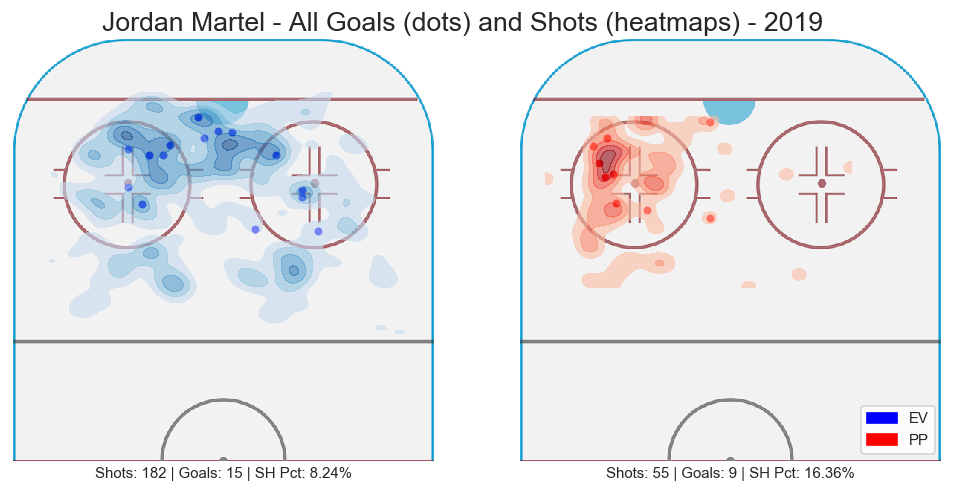 Jordan Martel - All Goals (dots) and Shots (heatmaps) - 2019
EV
PP
Shots: 182 | Goals: 15 | SH Pct: 8.24%
Shots: 55 | Goals: 9 | SH Pct: 16.36%